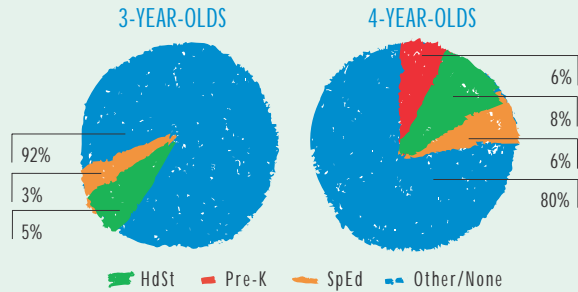 3-YEAR-OLDS
4-YEAR-OLDS
92%
3%
5%
6%
8%
6%
80%
HdSt Pre-K SpEd Other/None